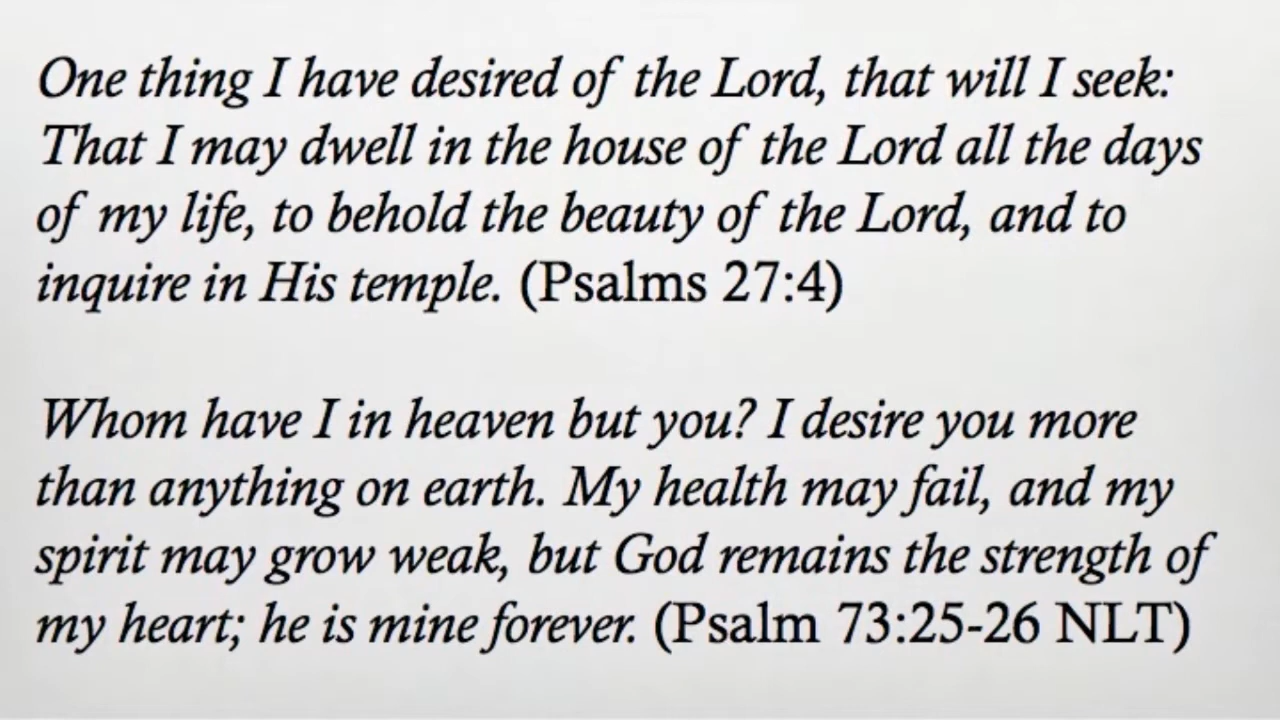 One thing I have desired of the Lord, that will I seek:
That I may dwell in the house of the Lord all the days
of my life, to behold the beauty of the Lord, and to
inquire in His temple. (Psalms 27:4)
Whom have I in heaven but you? I desire you more
than anything on earth. My health may fail, and my
spirit may grow weak, but God remains the strength of
my heart; he is mine forever. (Psalm 73:25-26 NLT)